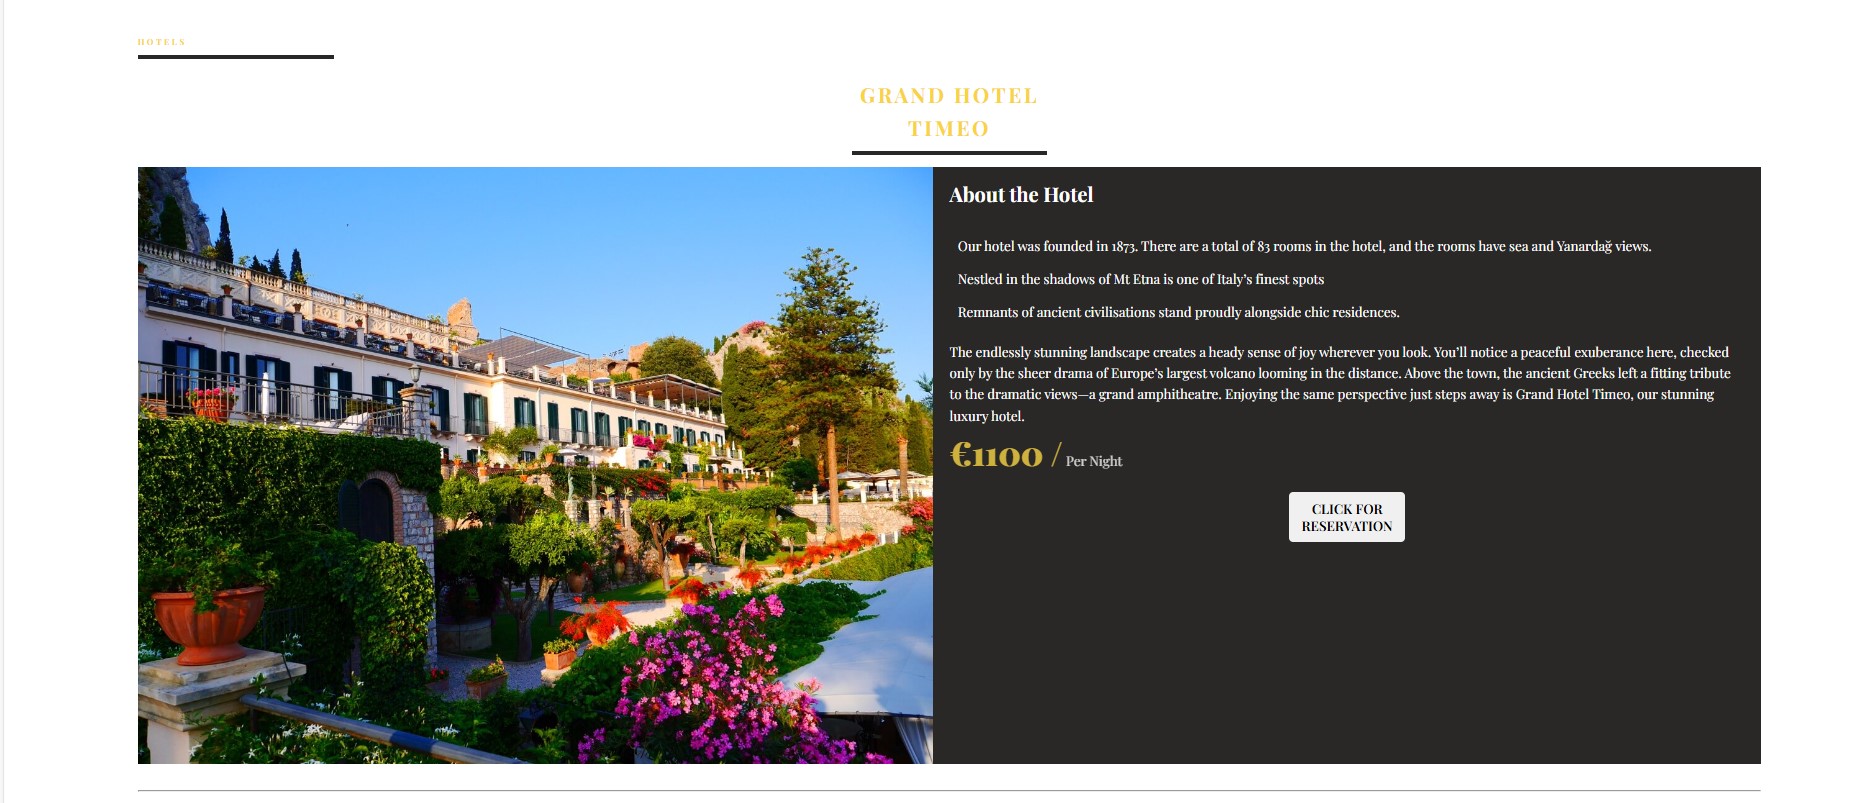 HOTELS
GRAND HOTEL
TIMEO
About the Hotel
Our hotel was founded in 1873. There are a total of 83 rooms in the hotel, and the rooms have sea and Yanardağ views.
Nestled in the shadows of Mt Etna is one of Italy’s finest spots
Remnants of ancient civilisations stand proudly alongside chic residences.
The endlessly stunning landscape creates a heady sense of joy wherever you look. You’ll notice a peaceful exuberance here, checked
only by the sheer drama of Europe’s largest volcano looming in the distance. Above the town, the ancient Greeks left a fitting tribute
to the dramatic views—a grand amphitheatre. Enjoying the same perspective just steps away is Grand Hotel Timeo, our stunning
luxury hotel.
€1100 / Per Night
CLICK FOR
RESERVATION